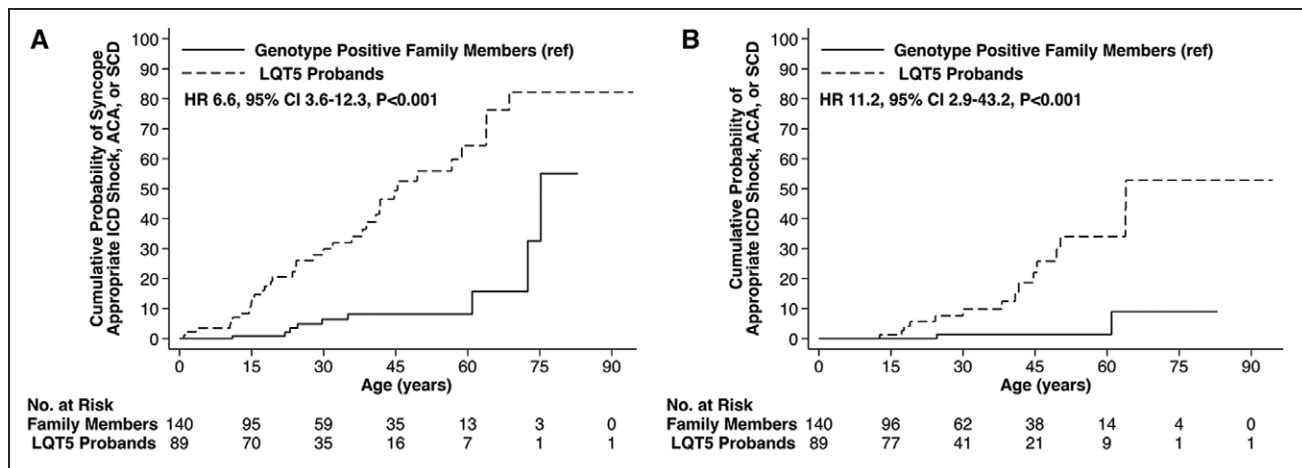 A
Cumulative Probability of Syncope
Appropriate ICD Shock, ACA, or SCD
100
90
80
70
60
50
40
30
20
10
0
Genotype Positive Family Members (ref)
LQT5 Probands
HR 6.6, 95% CI 3.6-12.3, P<0.001
0 15 30 45 60 75 90
Age (years)
No. at Risk
Family Members 140 95 59 35 13 3 0
LQT5 Probands 89 70 35 16 7 1 1
B
Cumulative Probability of
Appropriate ICD Shock, ACA, or SCD
100
90
80
70
60
50
40
30
20
10
0
Genotype Positive Family Members (ref)
LQT5 Probands
HR 11.2, 95% CI 2.9-43.2, P<0.001
0 15 30 45 60 75 90
Age (years)
No. at Risk
Family Members 140 96 62 38 14 4 0
LQT5 Probands 89 77 41 21 9 1 1